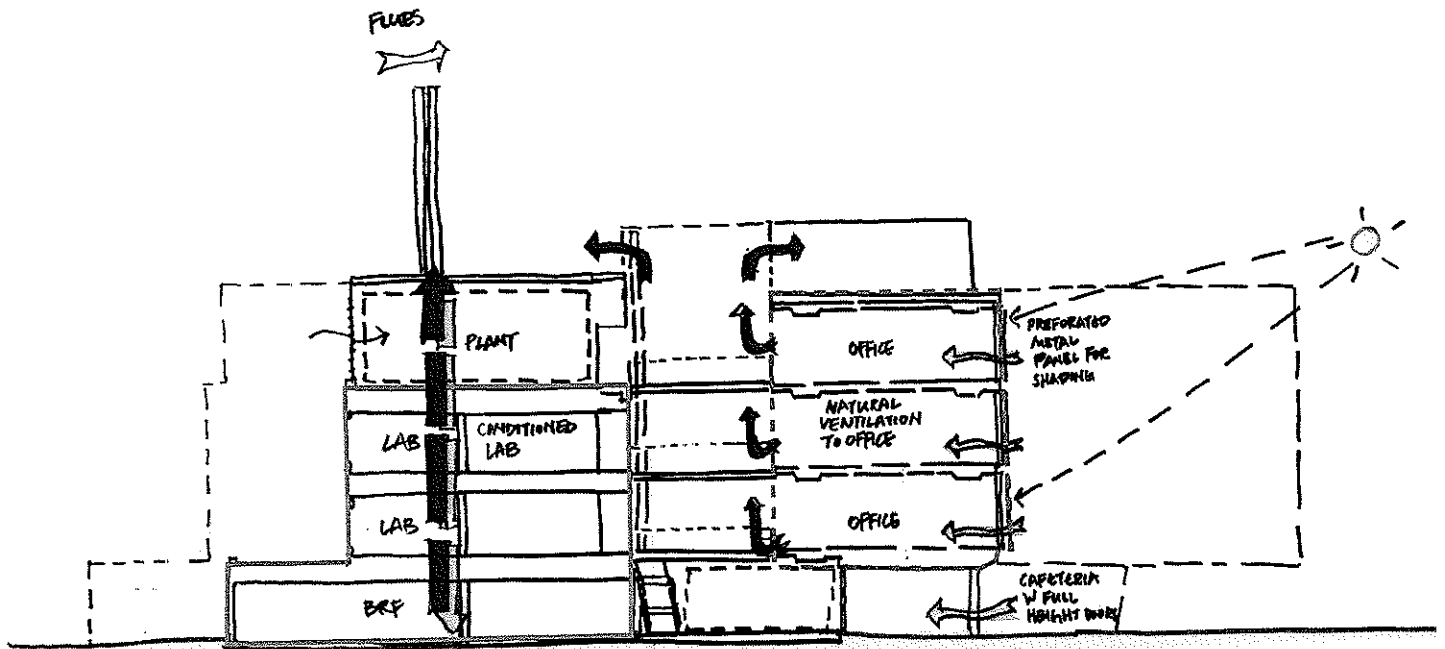 FLUES
PLANT
LAB
CONDITIONED
LAB
LAB
BRF
OFFICE
NATURAL
VENTILATION
TO OFFICE
OFFICE
PREFORATED
METAL
PANEL FOR
SHADING
CAFETERIA
W FULL
HEIGHT DOORS